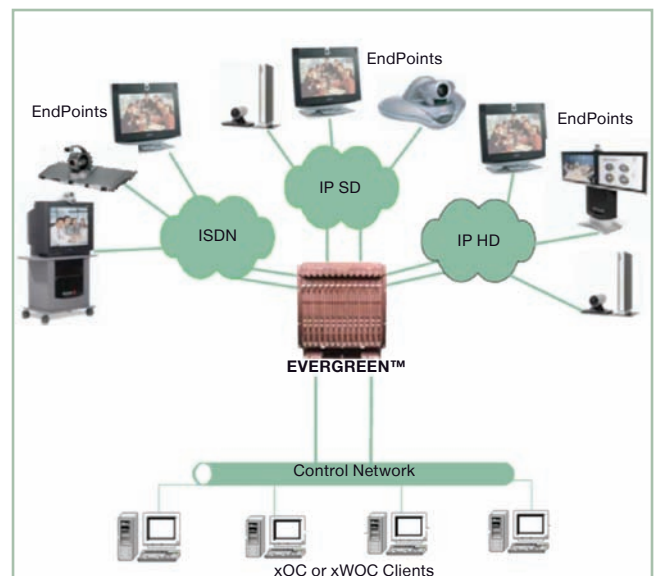 EndPoints
EndPoints
EndPoints
IP SD
ISDN
IP HD
EVERGREEN™
Control Network
xOC or xWOC Clients